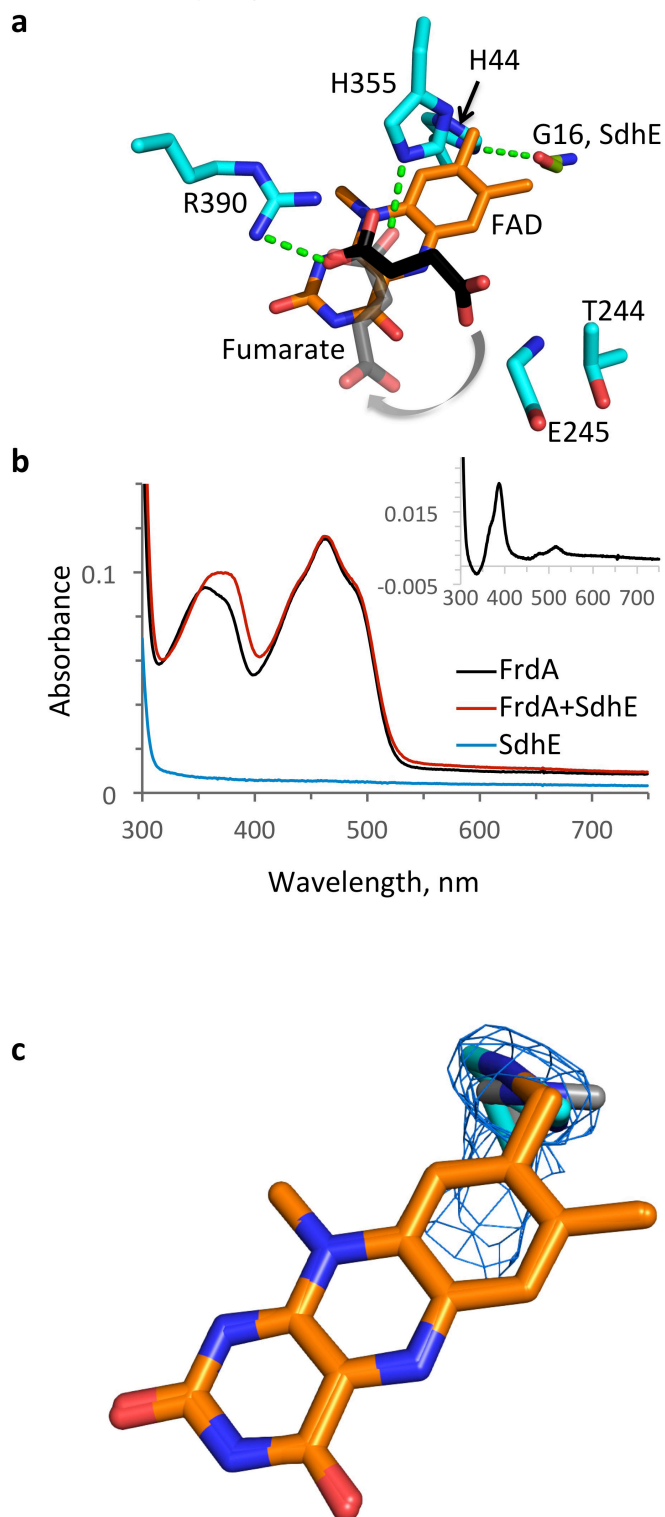 a
H44
H355
G16, SdhE
R390
FAD
T244
Fumarate
E245
b
0.015
-0.005
300 400 500 600 700
0.1
Absorbance
FrdA
FrdA+SdhE
SdhE
0
300 400 500 600 700
Wavelength, nm
c